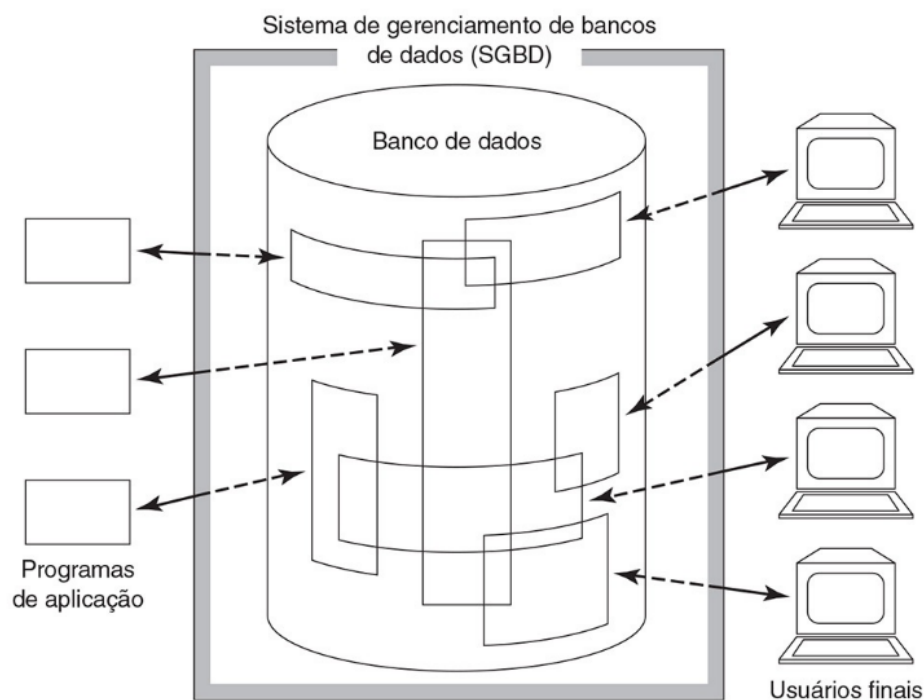 Sistema de gerenciamento de bancos
de dados (SGBD)
Banco de dados
Programas
de aplicação
Usuários finais